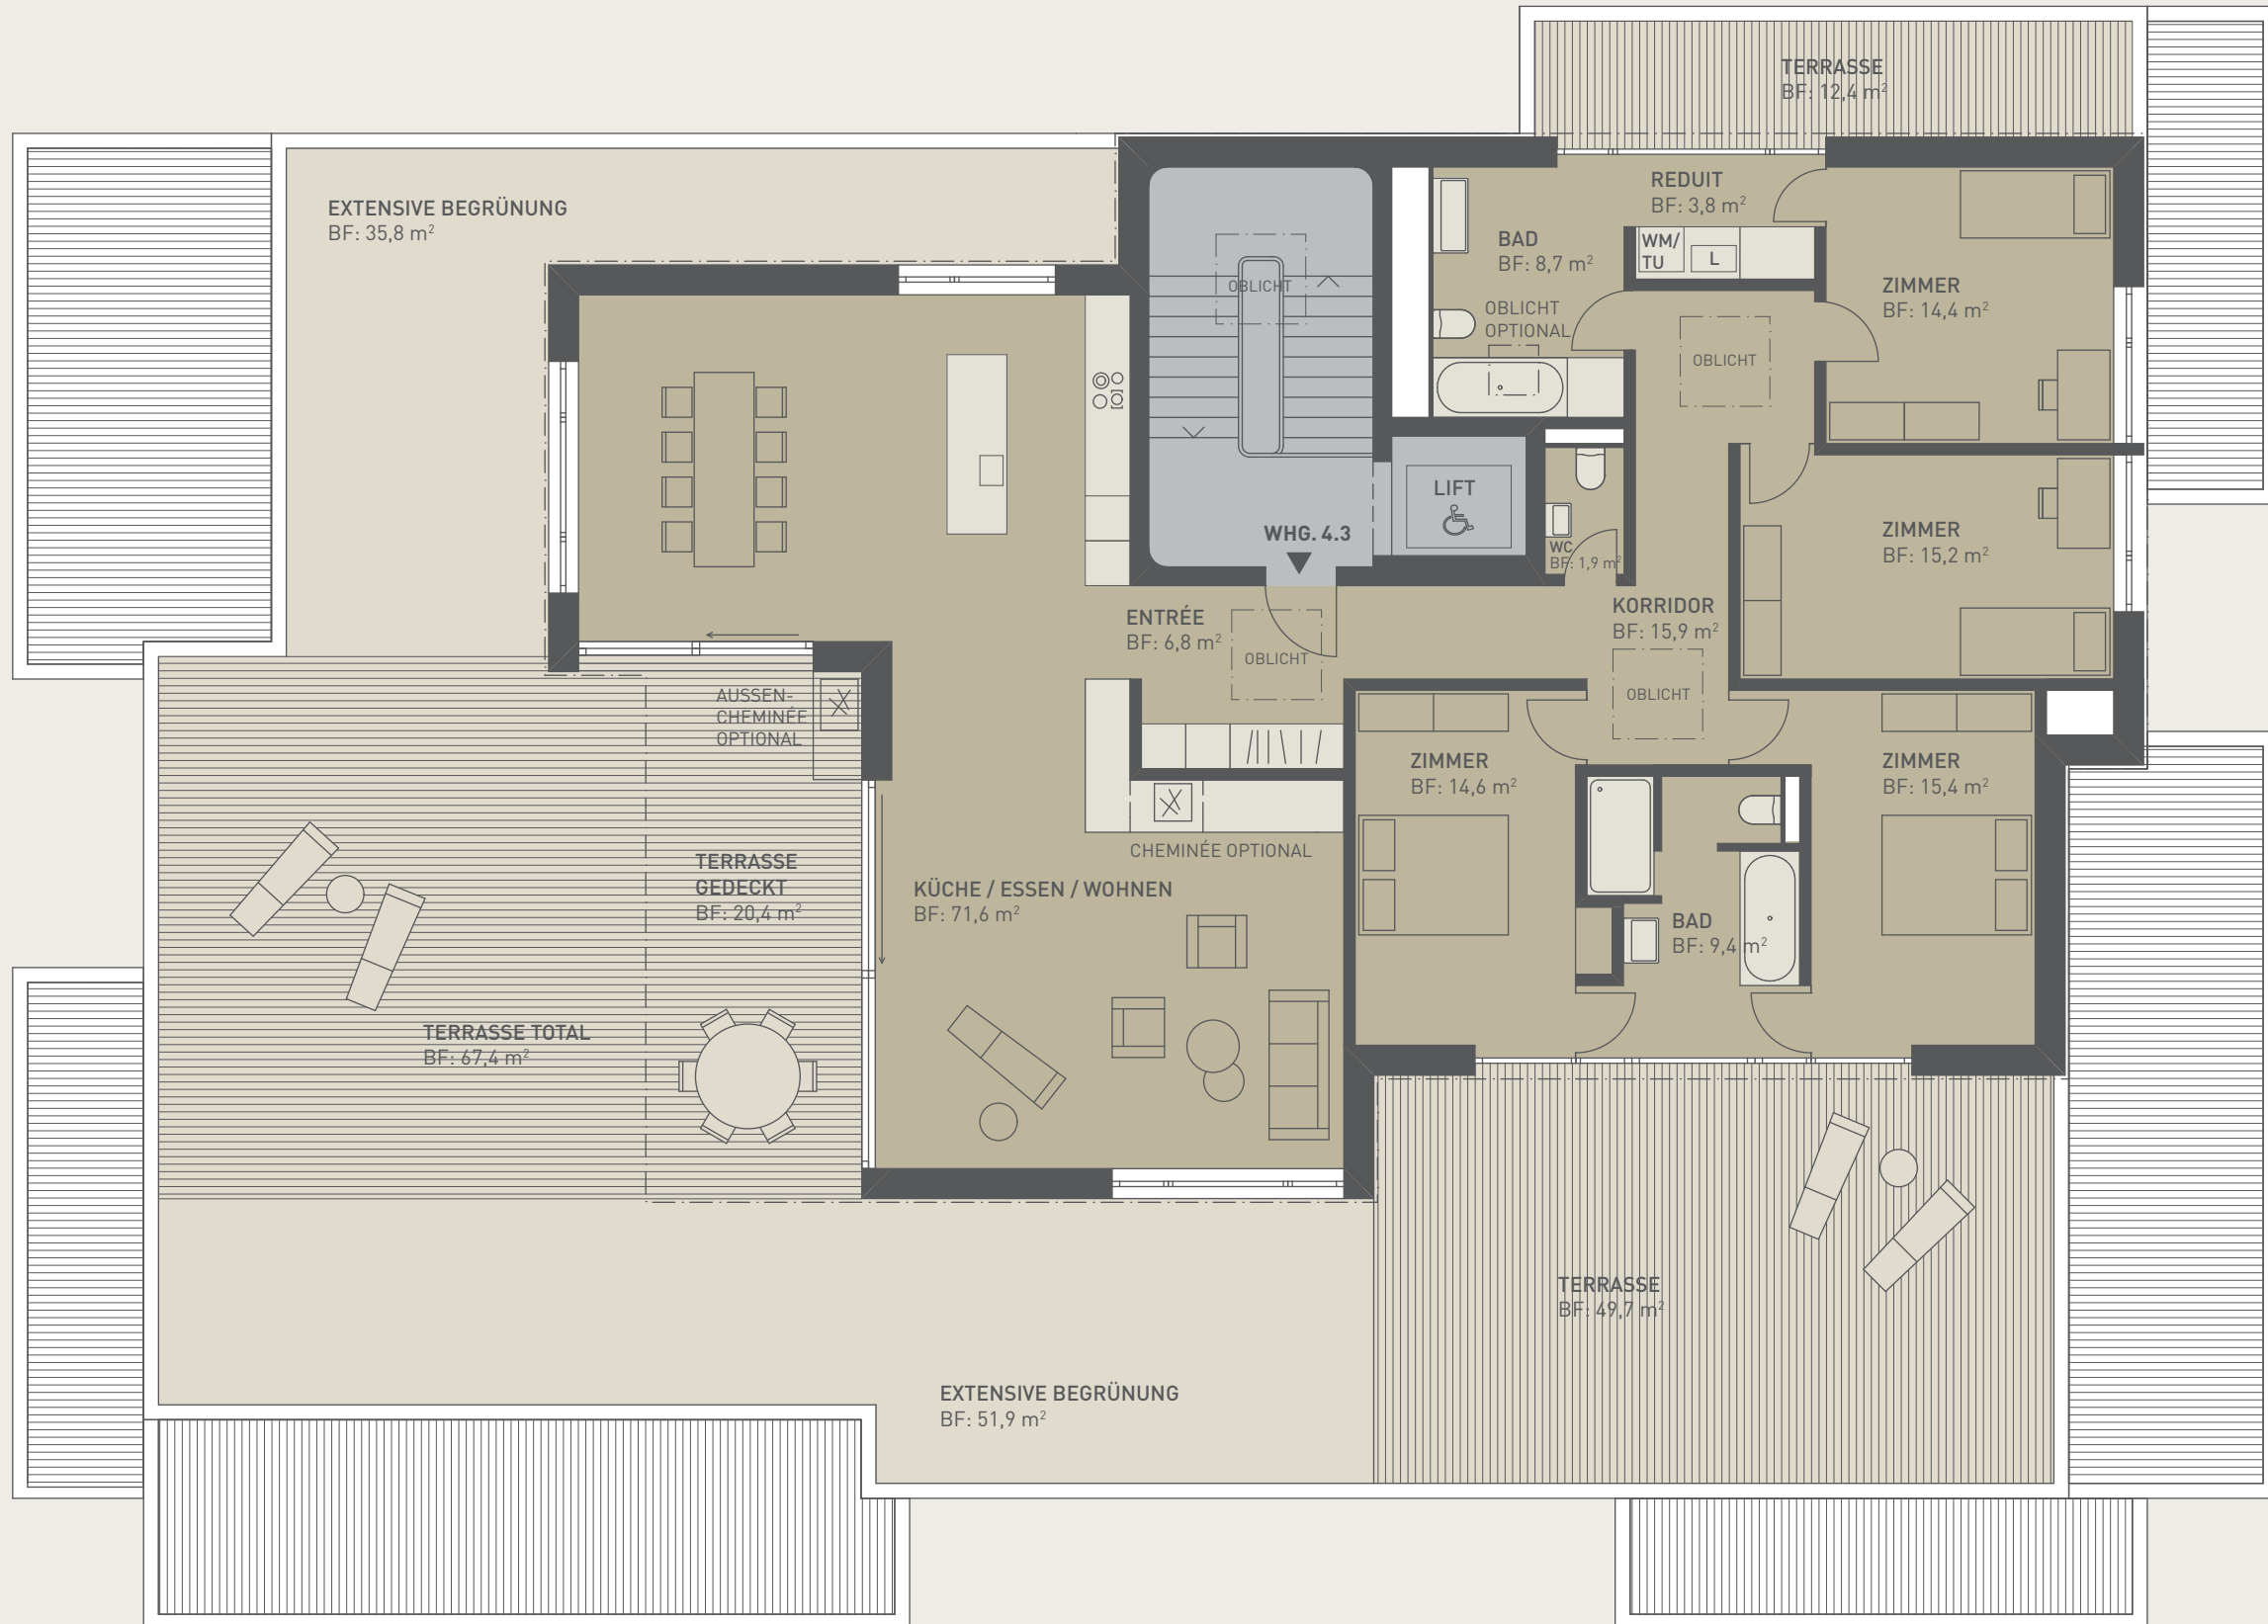 TERRASSE
BF: 12,4 m²
EXTENSIVE BEGRÜNUNG
BF: 35,8 m²
REDUIT
BF: 3,8 m²
BAD
BF: 8,7 m²
WM/
TU
L
OBLICHT
OPTIONAL
OBLICHT
ZIMMER
BF: 14,4 m²
OBLICHT
LIFT
WHG. 4.3
WC
BF: 1,9 m²
ZIMMER
BF: 15,2 m²
ENTRÉE
BF: 6,8 m²
OBLICHT
KORRIDOR
BF: 15,9 m²
OBLICHT
AUSSEN-
CHEMINÉE
OPTIONAL
ZIMMER
BF: 14,6 m²
ZIMMER
BF: 15,4 m²
CHEMINÉE OPTIONAL
TERRASSE
GEDECKT
BF: 20,4 m²
KÜCHE / ESSEN / WOHNEN
BF: 71,6 m²
BAD
BF: 9,4 m²
TERRASSE TOTAL
BF: 67,4 m²
TERRASSE
BF: 49,7 m²
EXTENSIVE BEGRÜNUNG
BF: 51,9 m²